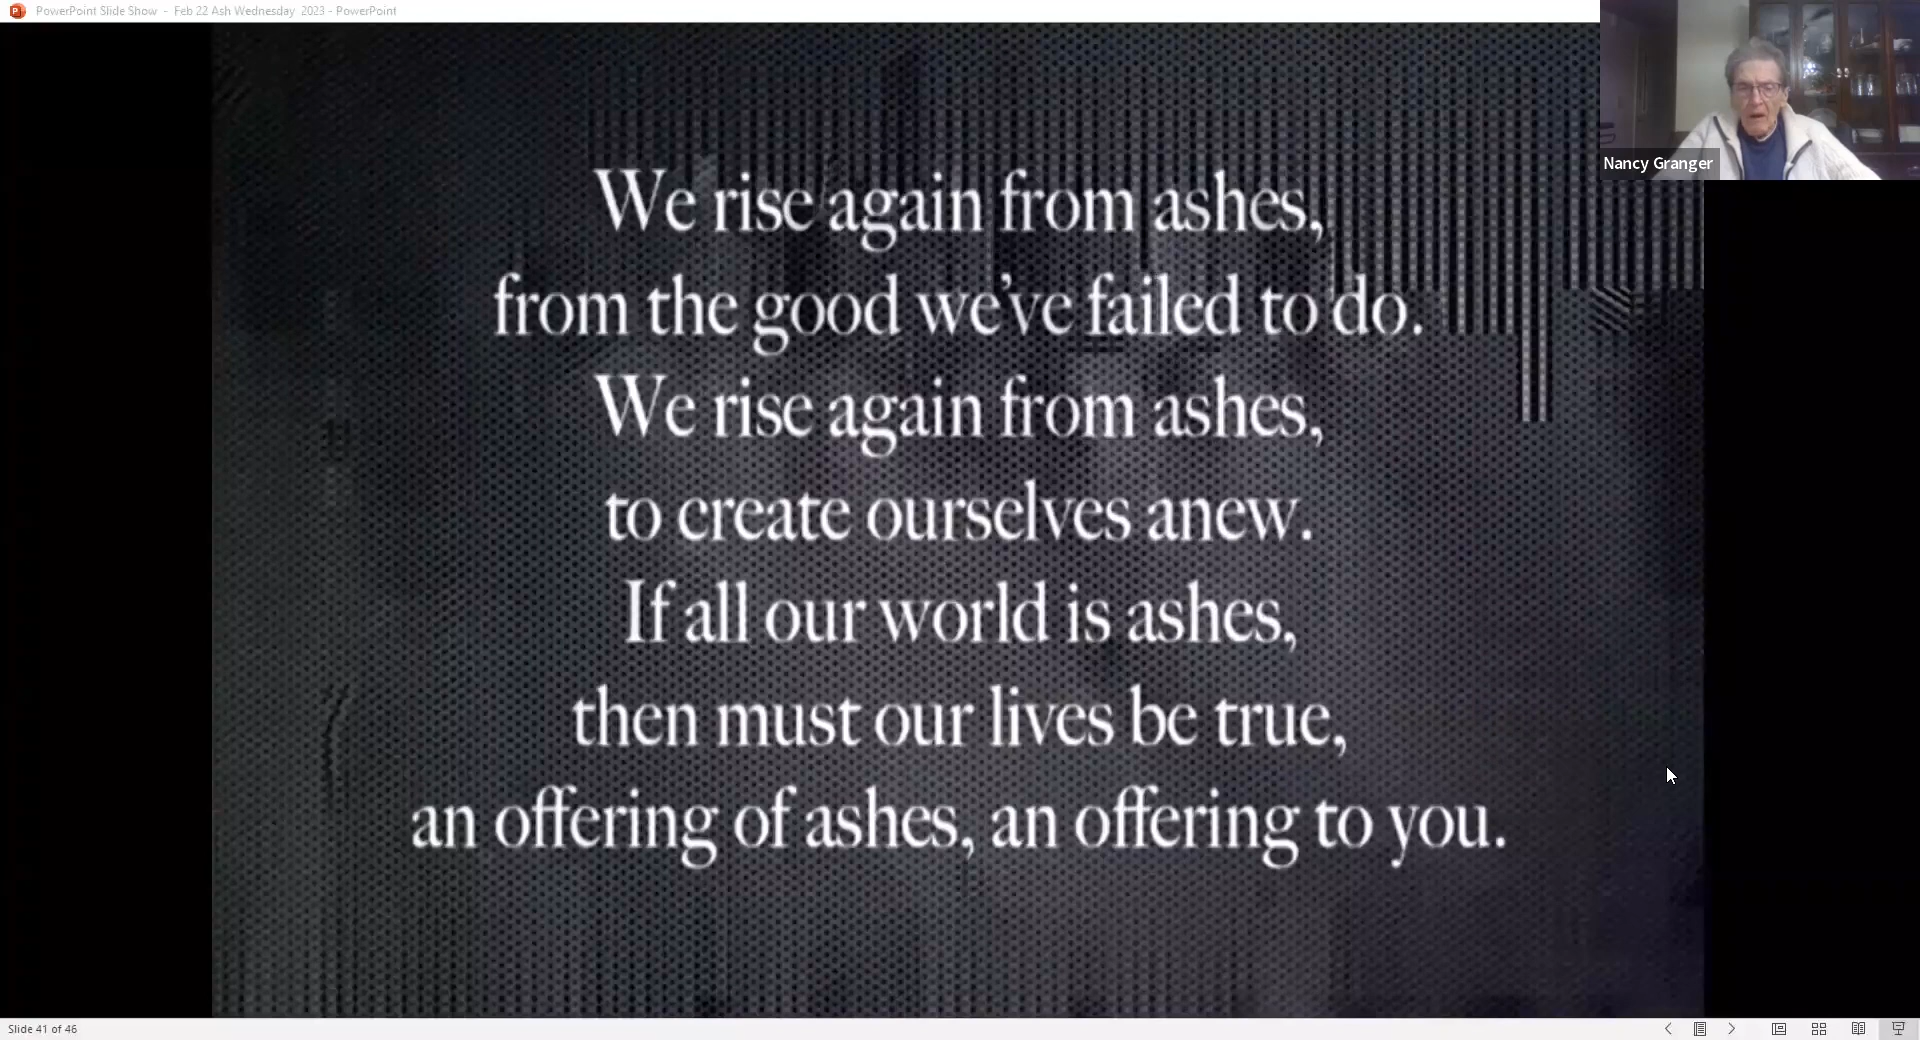 PowerPoint Slide Show - Feb 22 Ash Wednesday 2023 - PowerPoint
Nancy Granger
We rise again from ashes,
from the good we've failed to do.
We rise again from ashes,
to create ourselves anew.
If all our world is ashes,
then must our lives be true,
an offering of ashes, an offering to you.
Slide 41 of 46